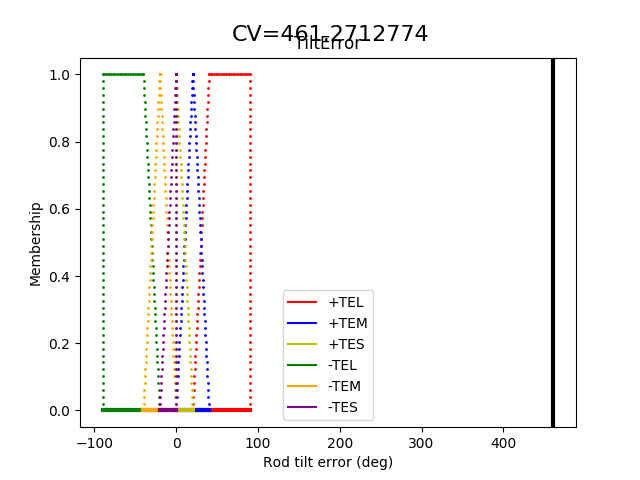 CV=461.2712774
TiltError
1.0
0.8
0.6
0.4
0.2
0.0
Membership
+TEL
+TEM
+TES
-TEL
-TEM
-TES
−100
0
100
200
300
400
Rod tilt error (deg)